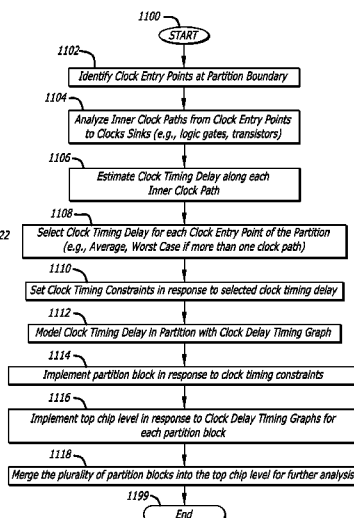 1100
START
1102
Identify Clock Entry Points at Partition Boundary
1104
Analyze Inner Clock Paths from Clock Entry Points
to Clocks Sinks (e.g., logic gates, transistors)
1106
Estimate Clock Timing Delay along each
Inner Clock Path
1108
22
Select Clock Timing Delay for each Clock Entry Point of the Partition
(e.g., Average, Worst Case if more than one clock path)
1110
Set Clock Timing Constraints in response to selected clock timing delay
1112
Model Clock Timing Delay in Partition with Clock Delay Timing Graph
1114
Implement partition block in response to clock timing constraints
1116
Implement top chip level in response to Clock Delay Timing Graphs for
each partition block
1118
Merge the plurality of partition blocks into the top chip level for further analysis
1199
End